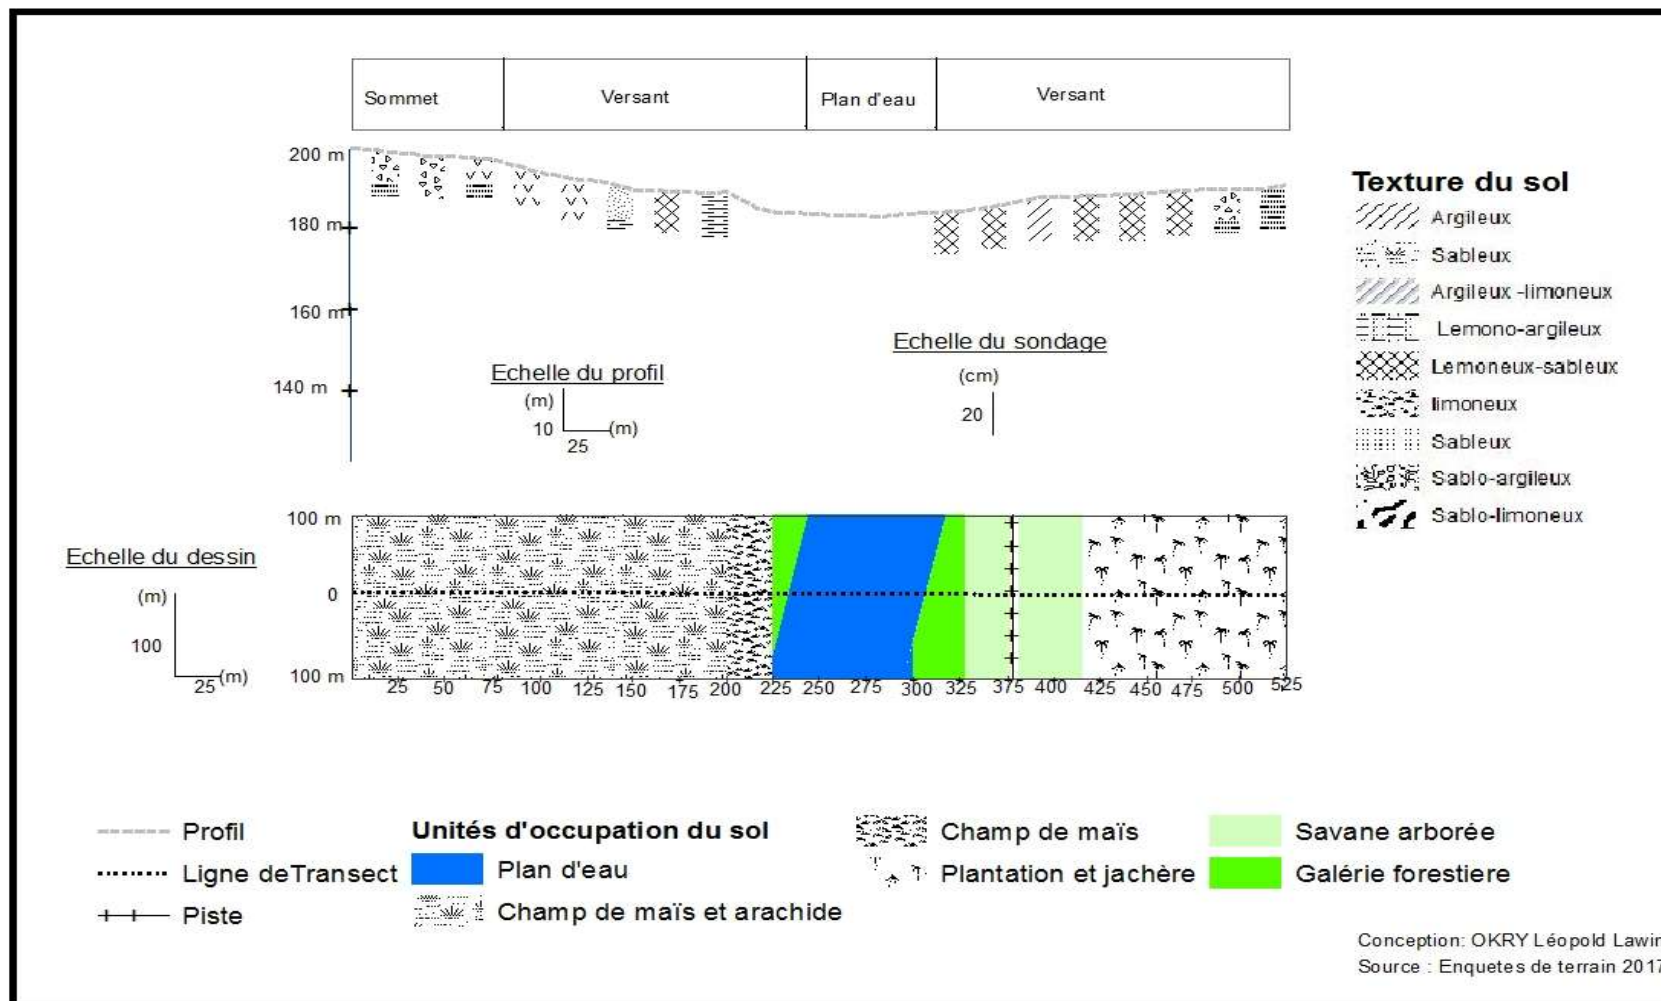 Sommet
Versant
Plan d'eau
Versant
200 m
180 m
160 m
140 m
Echelle du profil
(m)
10
(m)
25
Echelle du sondage
(cm)
20
Texture du sol
Argileux
Sableux
Argileux -limoneux
Lemono-argileux
Lemoneux-sableux
limoneux
Sableux
Sablo-argileux
Sablo-limoneux
Echelle du dessin
(m)
100
25 (m)
100 m
0
100 m
25 50 75 100 125 150 175 200 225 250 275 300 325 375 400 425 450 475 500 525
Profil
Ligne deTransect
Piste
Unités d'occupation du sol
Plan d'eau
Champ de maïs et arachide
Champ de maïs
Plantation et jachère
Savane arborée
Galérie forestiere
Conception: OKRY Léopold Lawin
Source : Enquetes de terrain 2017